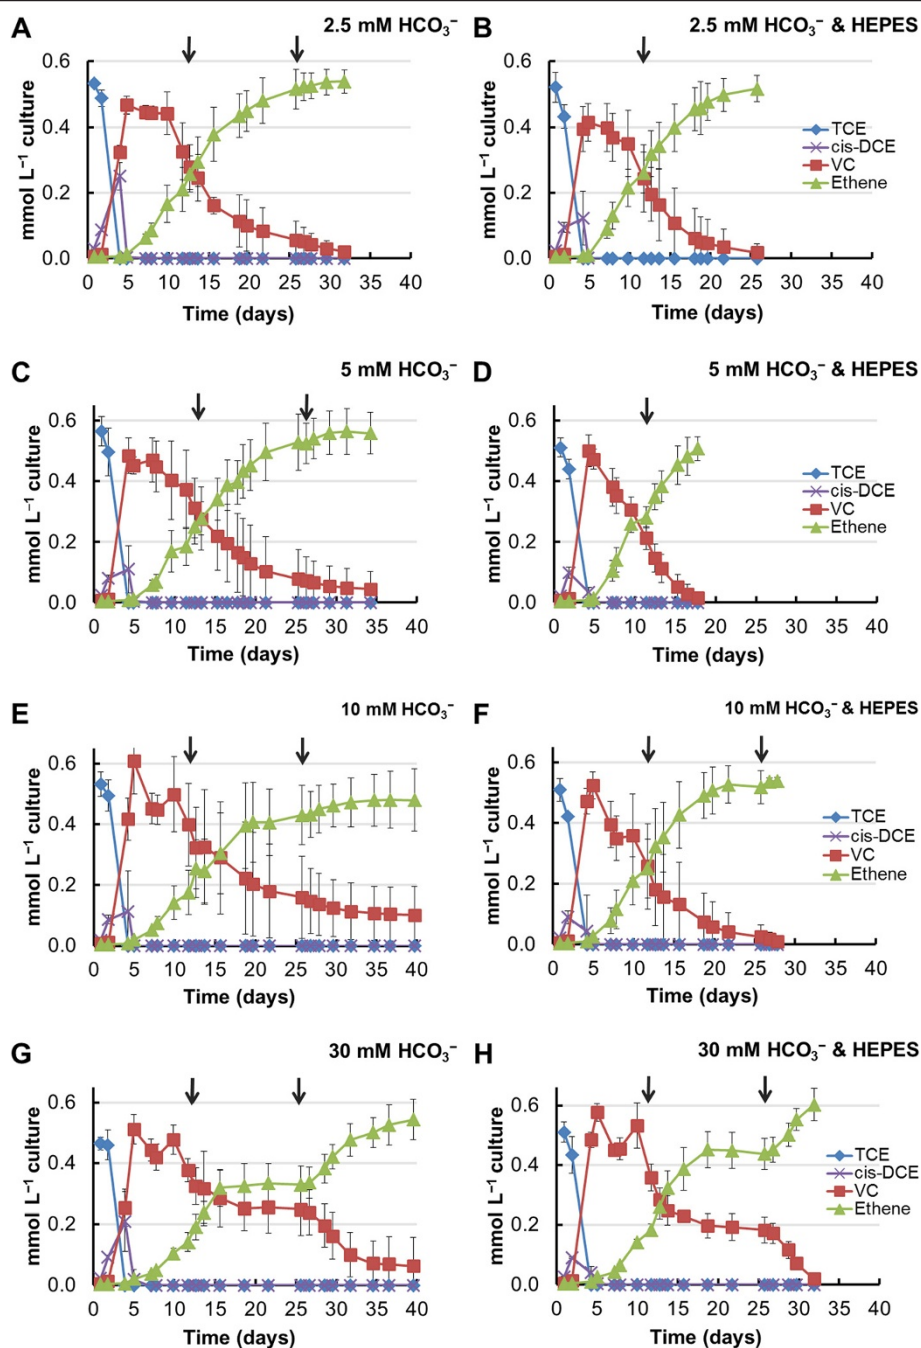 A 2.5 mM HCO₃⁻
mmol L⁻¹ culture
0.6
0.4
0.2
0.0
0 5 10 15 20 25 30 35 40
Time (days)
B 2.5 mM HCO₃⁻ & HEPES
mmol L⁻¹ culutre
0.6
0.4
0.2
0
TCE
cis-DCE
VC
Ethene
0 5 10 15 20 25 30 35 40
Time (days)
C 5 mM HCO₃⁻
mmol L⁻¹ culture
0.6
0.4
0.2
0.0
0 5 10 15 20 25 30 35 40
Time (days)
D 5 mM HCO₃⁻ & HEPES
mmol L⁻¹ culture
0.6
0.4
0.2
0.0
TCE
cis-DCE
VC
Ethene
0 5 10 15 20 25 30 35 40
Time (days)
E 10 mM HCO₃⁻
mmol L⁻¹ culture
0.6
0.4
0.2
0.0
0 5 10 15 20 25 30 35 40
Time (days)
F 10 mM HCO₃⁻ & HEPES
mmol L⁻¹ culture
0.6
0.4
0.2
0.0
TCE
cis-DCE
VC
Ethene
0 5 10 15 20 25 30 35 40
Time (days)
G 30 mM HCO₃⁻
mmol L⁻¹ culture
0.6
0.4
0.2
0.0
0 5 10 15 20 25 30 35 40
Time (days)
H 30 mM HCO₃⁻ & HEPES
mmol L⁻¹ culture
0.6
0.4
0.2
0.0
TCE
cis-DCE
VC
Ethene
0 5 10 15 20 25 30 35 40
Time (days)